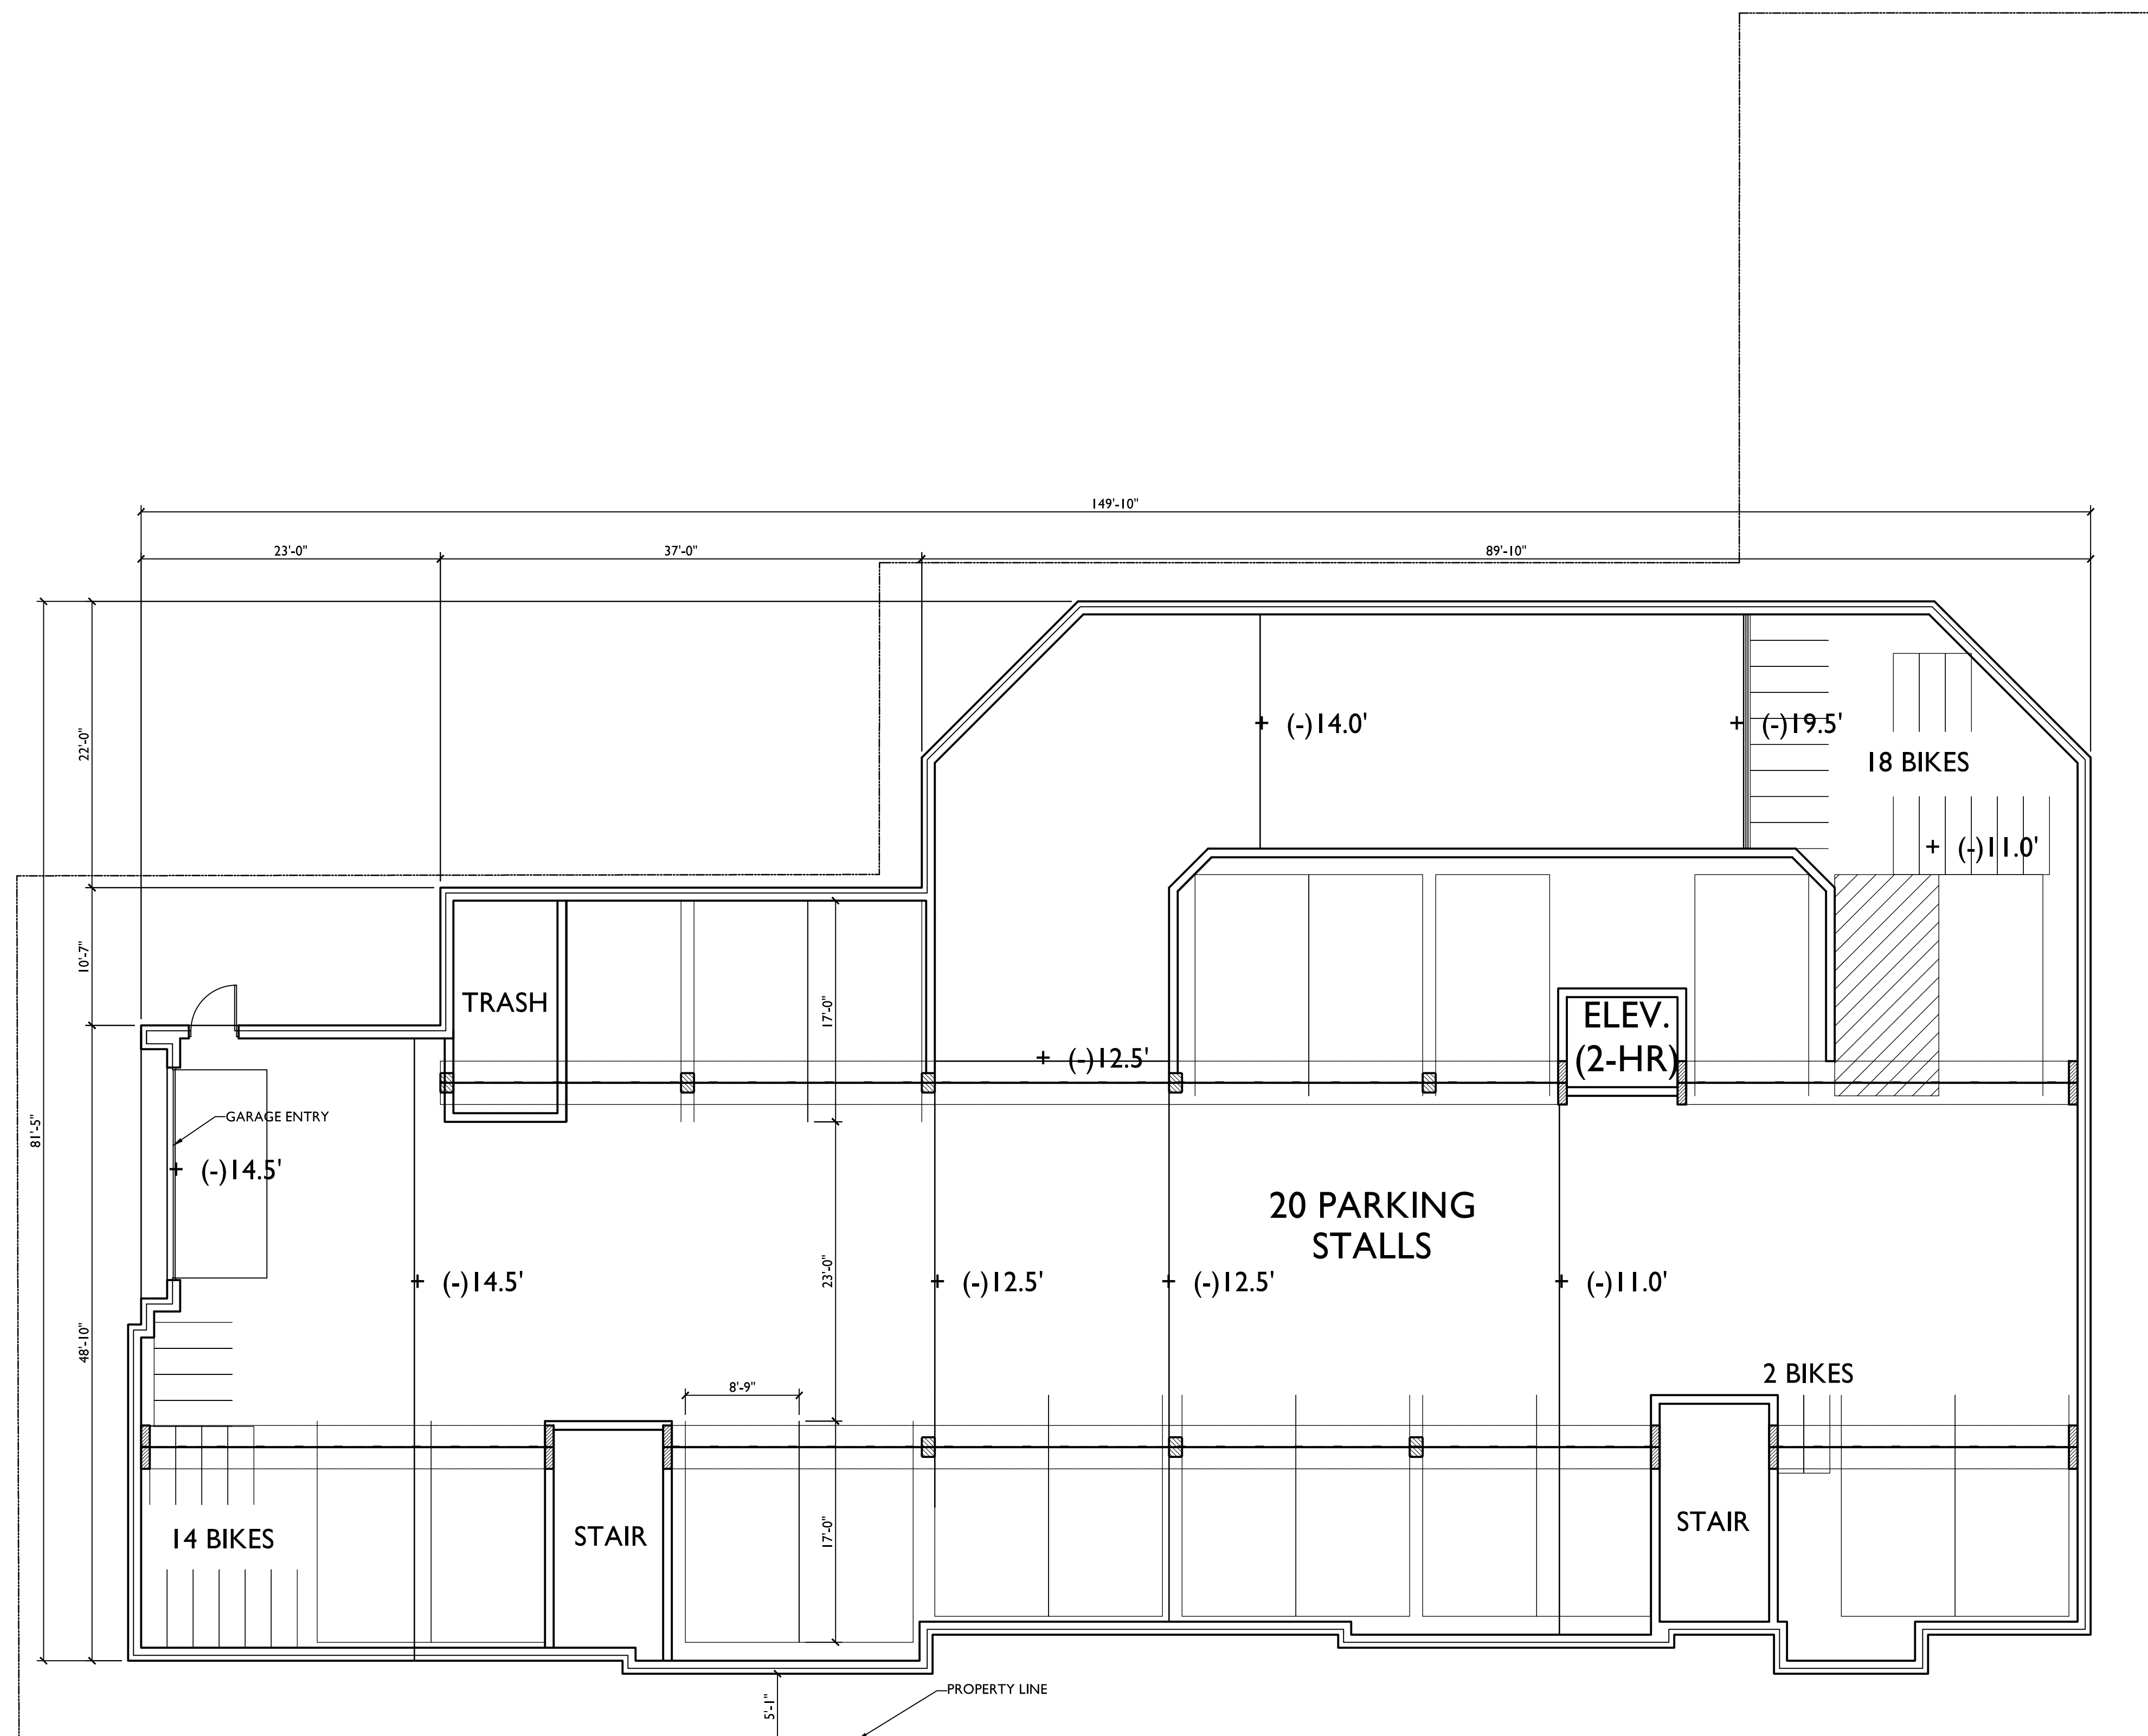 149'-10"
23'-0"
37'-0"
89'-10"
22'-0"
(-)14.0'
(-)19.5'
18 BIKES
(-)11.0'
10'-7"
TRASH
17'-0"
ELEV.
(2-HR)
(-)12.5'
81'-5"
GARAGE ENTRY
(-)14.5'
20 PARKING
STALLS
(-)14.5'
23'-0"
(-)12.5'
(-)12.5'
(-)11.0'
48'-10"
8'-9"
2 BIKES
14 BIKES
STAIR
17'-0"
STAIR
5'-1"
PROPERTY LINE